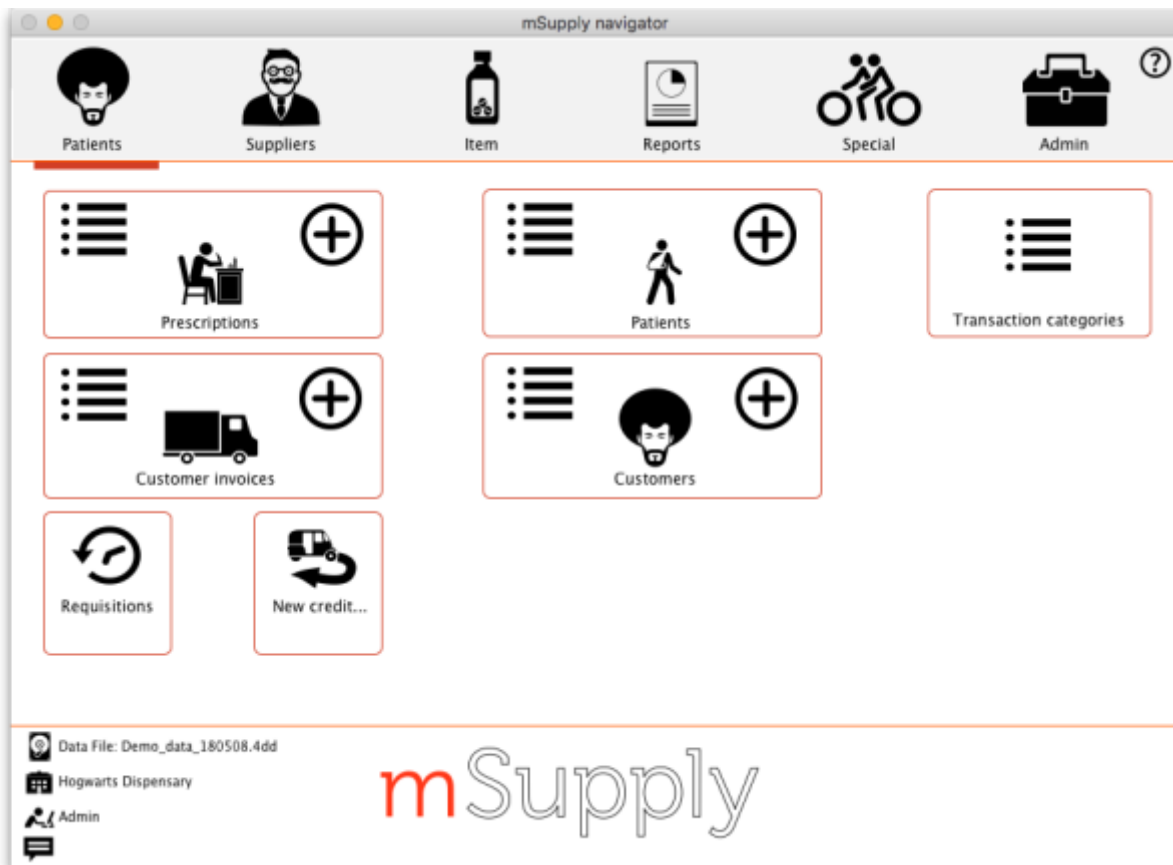 mSupply navigator
?
Patients
Suppliers
Item
Reports
Special
Admin
Prescriptions
Patients
Transaction categories
Customer invoices
Customers
Requisitions
New credit...
Data File: Demo_data_180508.4dd
Hogwarts Dispensary
Admin
mSupply